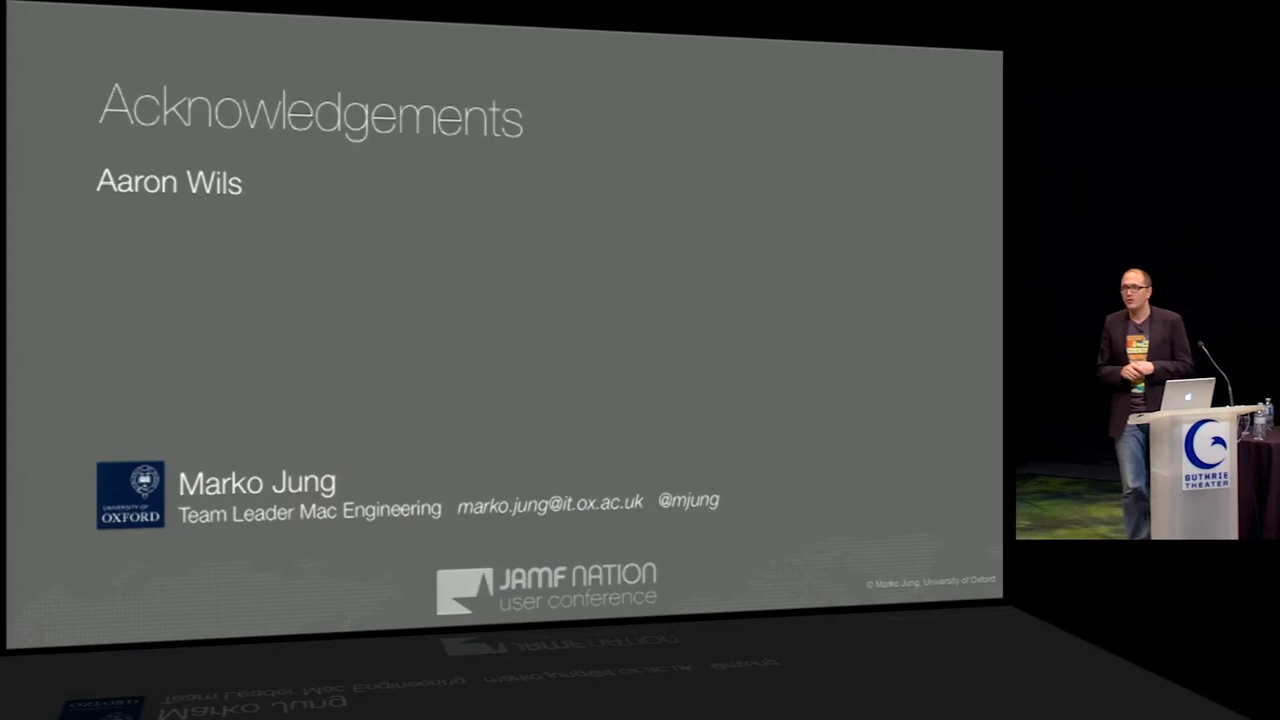 Acknowledgements
Aaron Wils
UNIVERSITY OF
OXFORD
Marko Jung
Team Leader Mac Engineering marko.jung@it.ox.ac.uk @mjung
JAMF NATION
user conference
© Marko Jung, University of Oxford
GUTHRIE
THEATER